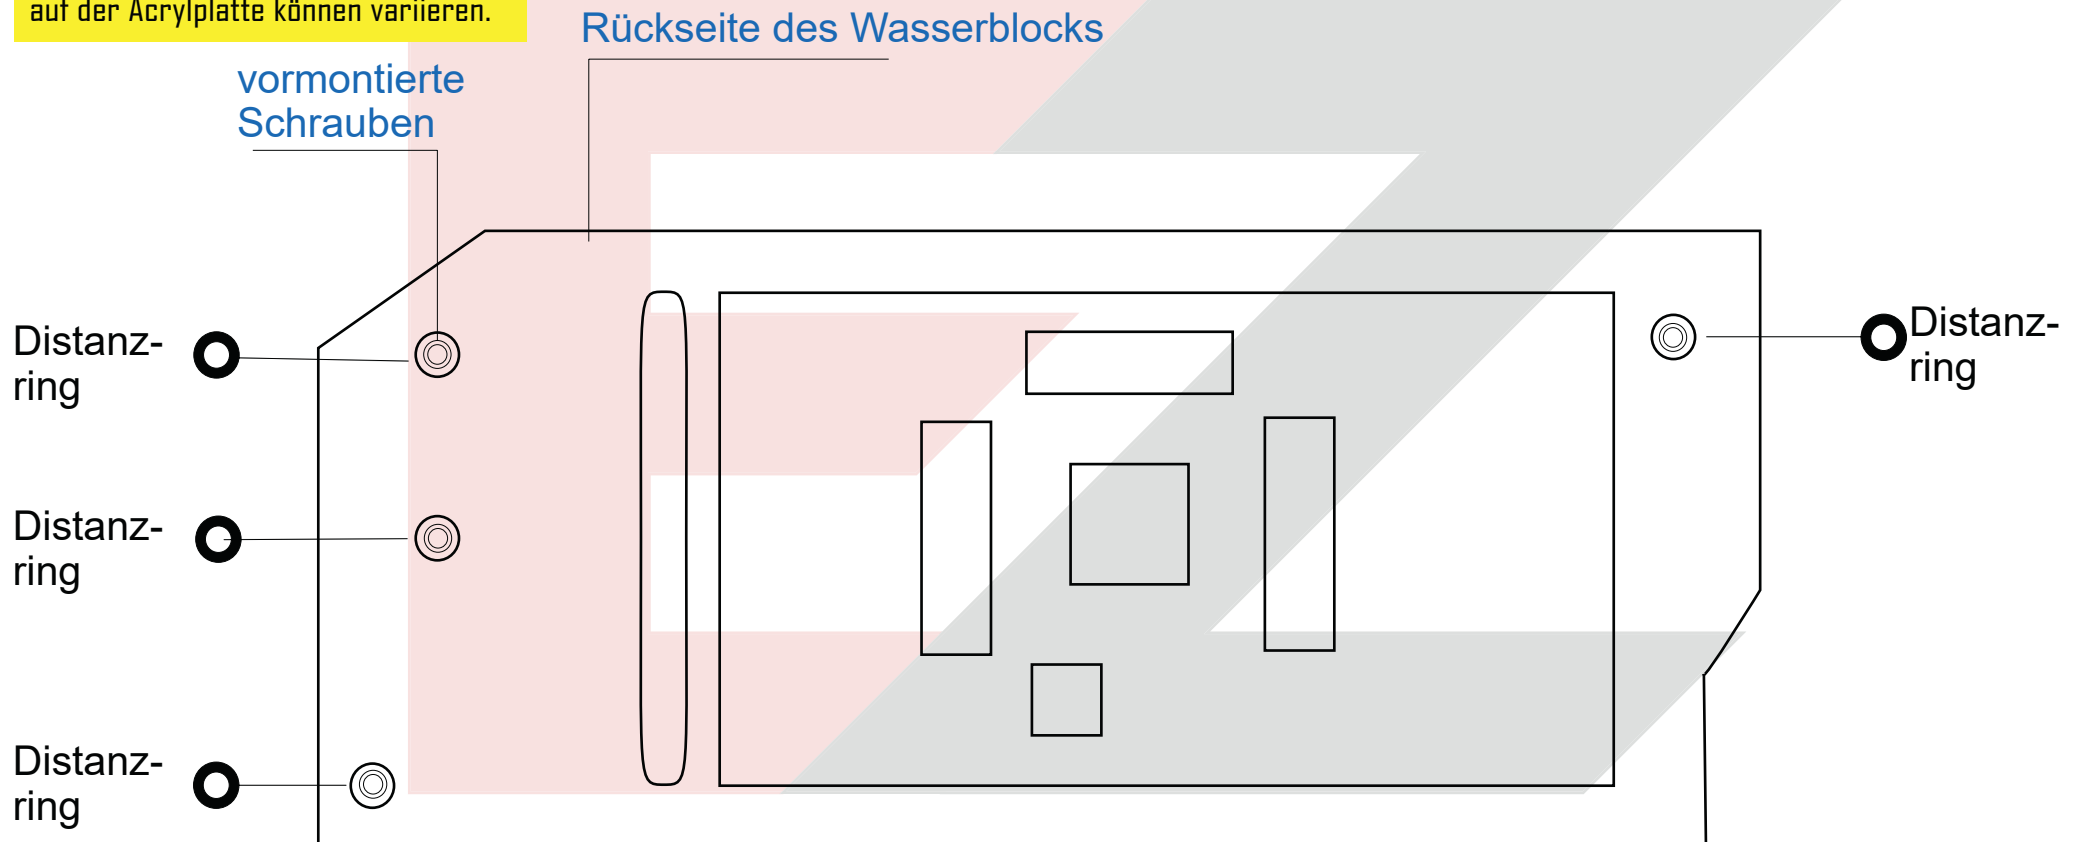 auf der Acrylplatte können variieren.
Rückseite des Wasserblocks
vormontierte
Schrauben
Distanz-
ring
Distanz-
ring
Distanz-
ring
Distanz-
ring